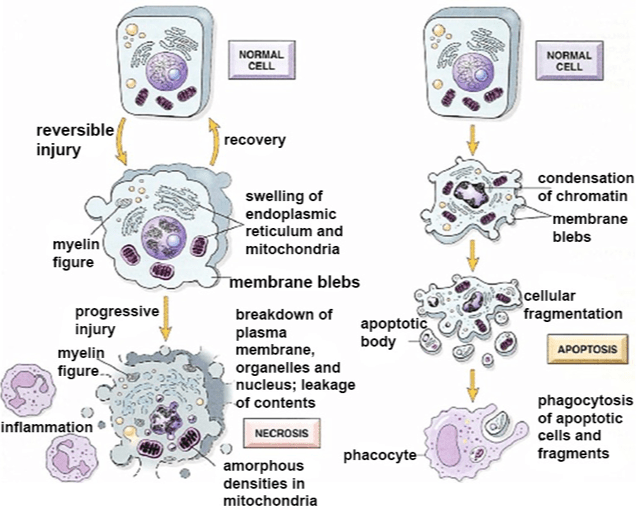 NORMAL
CELL
reversible
injury
recovery
swelling of
endoplasmic
reticulum and
mitochondria
myelin
figure
membrane blebs
progressive
injury
breakdown of
plasma
membrane,
organelles and
nucleus; leakage
of contents
myelin
figure
inflammation
NECROSIS
amorphous
densities in
mitochondria
NORMAL
CELL
condensation
of chromatin
membrane
blebs
cellular
fragmentation
apoptotic
body
APOPTOSIS
phagocytosis
of apoptotic
cells and
fragments
phacocyte